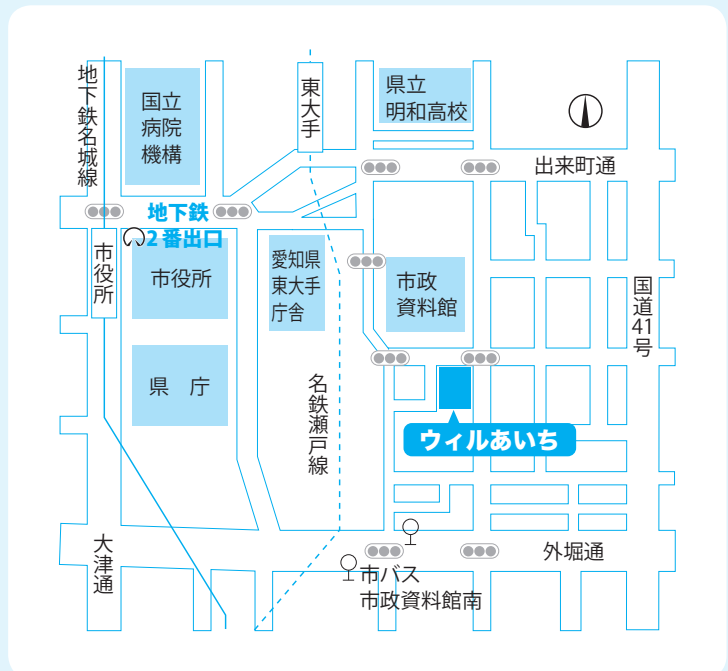 地下鉄名城線
国立
病院
機構
東大手
県立
明和高校
出来町通
地下鉄
2番出口
市役所
市役所
愛知県
東大手
庁舎
市政
資料館
国道41号
県　庁
名鉄瀬戸線
ウィルあいち
大津通
外堀通
市バス
市政資料館南